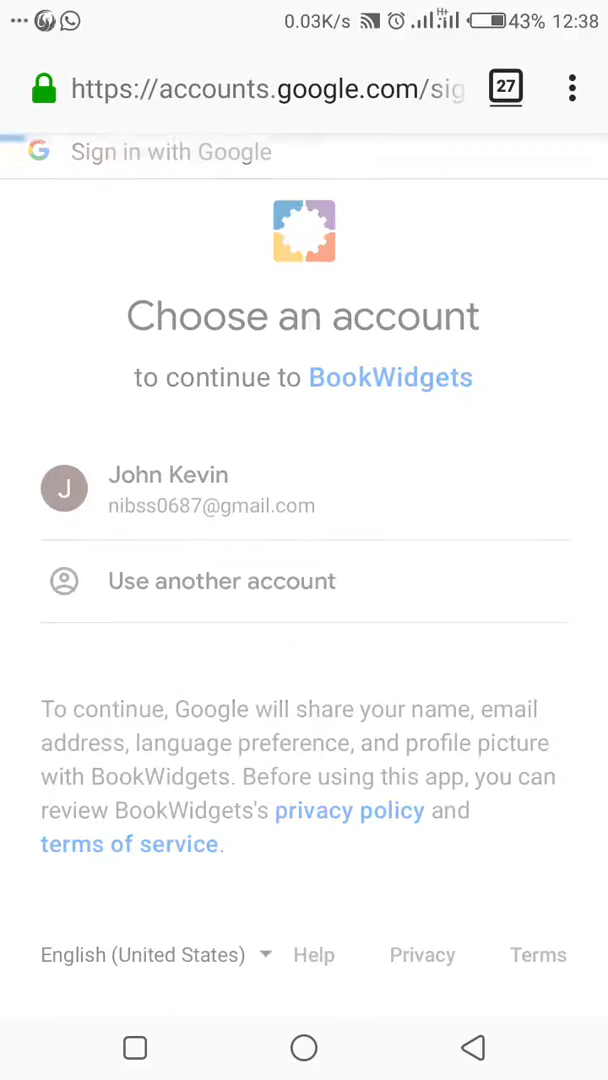 0.03K/s H+ 43% 12:38
https://accounts.google.com/sig 27
Sign in with Google
Choose an account
to continue to BookWidgets
J
John Kevin
nibss0687@gmail.com
Use another account
To continue, Google will share your name, email
address, language preference, and profile picture
with BookWidgets. Before using this app, you can
review BookWidgets's privacy policy and
terms of service.
English (United States) Help Privacy Terms